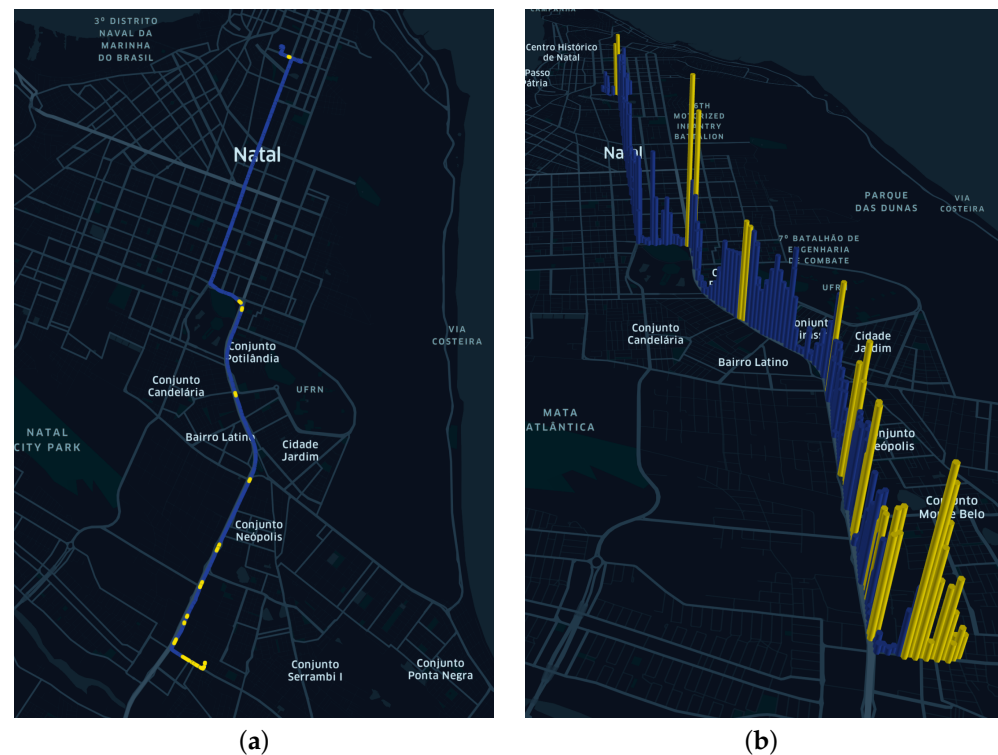 3º DISTRITO
NAVAL DA
MARINHA
DO BRASIL
Natal
VIA
COSTEIRA
Conjunto
Potilândia
Conjunto
Candelária
UFRN
NATAL
CITY PARK
Bairro Latino
Cidade
Jardim
Conjunto
Neópolis
Conjunto
Serrambi I
Conjunto
Ponta Negra
(a)
CAMPANHA
Centro Histórico
de Natal
Passo
Pátria
MOTORIZED
INFANTRY
BATTALION
Natal
PARQUE
DAS DUNAS
VIA
COSTEIRA
7º BATALHÃO DE
ENGENHARIA
DE COMBATE
UFR
Conjunto
Candelária
Cidade
Jardim
Bairro Latino
MATA
ATLÂNTICA
Conjunto
Neópolis
Conjunto
Monte Belo
(b)